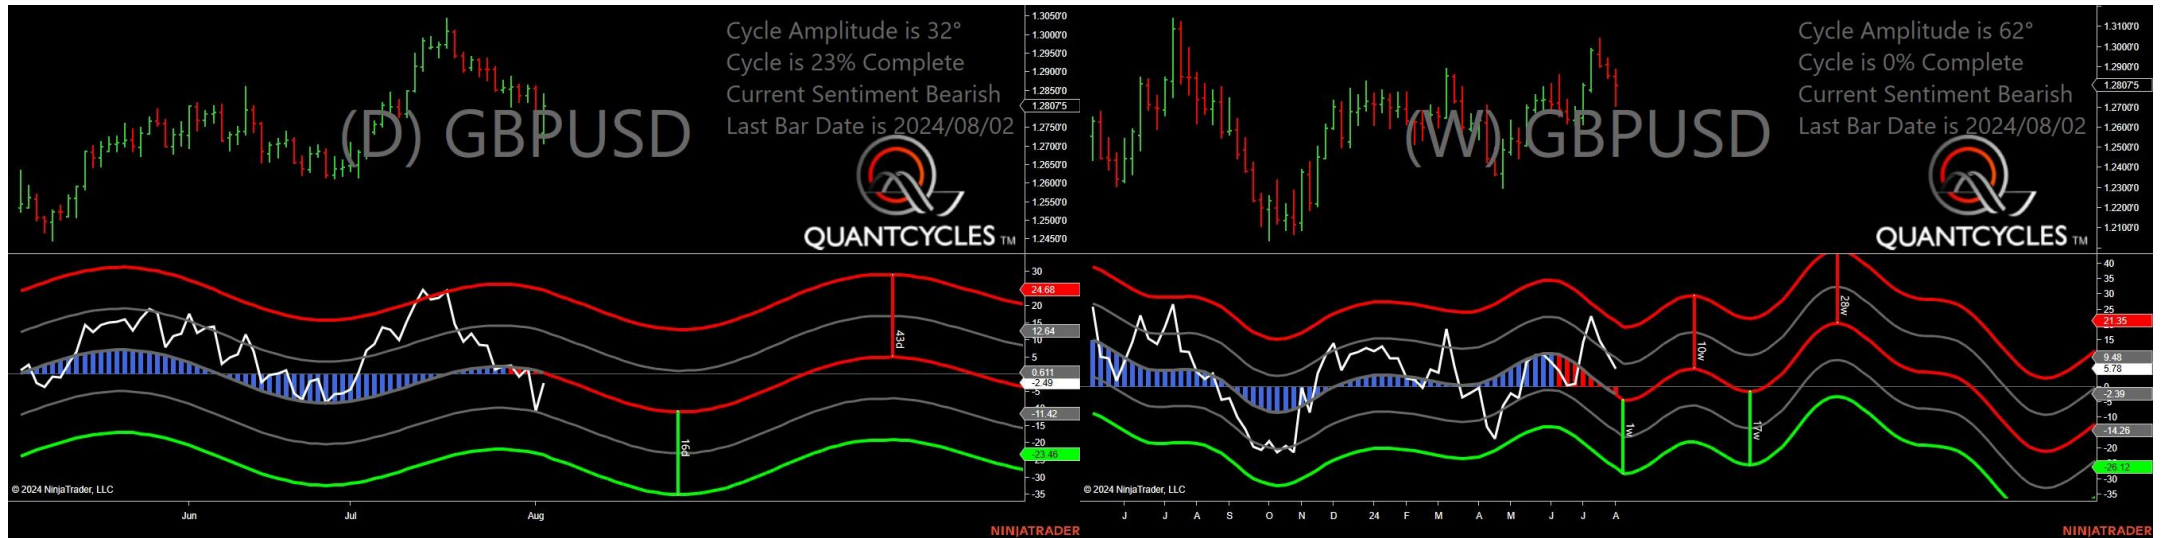 Cycle Amplitude is 32°
Cycle is 23% Complete
Current Sentiment Bearish
Last Bar Date is 2024/08/02
(D) GBPUSD
QUANTCYCLES TM
1.3050'0
1.3000'0
1.2950'0
1.2900'0
1.2850'0
1.2807'5
1.2750'0
1.2700'0
1.2650'0
1.2600'0
1.2550'0
1.2500'0
1.2450'0
30
24.68
20
15
12.64
10
5
0.611
-2.49
-5
-11.42
-15
-20
-23.46
-30
-35
43d
16d
© 2024 NinjaTrader, LLC
Jun Jul Aug
NINJATRADER
Cycle Amplitude is 62°
Cycle is 0% Complete
Current Sentiment Bearish
Last Bar Date is 2024/08/02
(W) GBPUSD
QUANTCYCLES TM
1.3100'0
1.3000'0
1.2900'0
1.2807'5
1.2700'0
1.2600'0
1.2500'0
1.2400'0
1.2300'0
1.2200'0
1.2100'0
40
35
30
25
21.35
15
9.48
5.78
-2.39
-5
-10
-14.26
-20
-26.12
-30
-35
10w
28w
1w
17w
© 2024 NinjaTrader, LLC
J J A S O N D 24 F M A M J J A
NINJATRADER